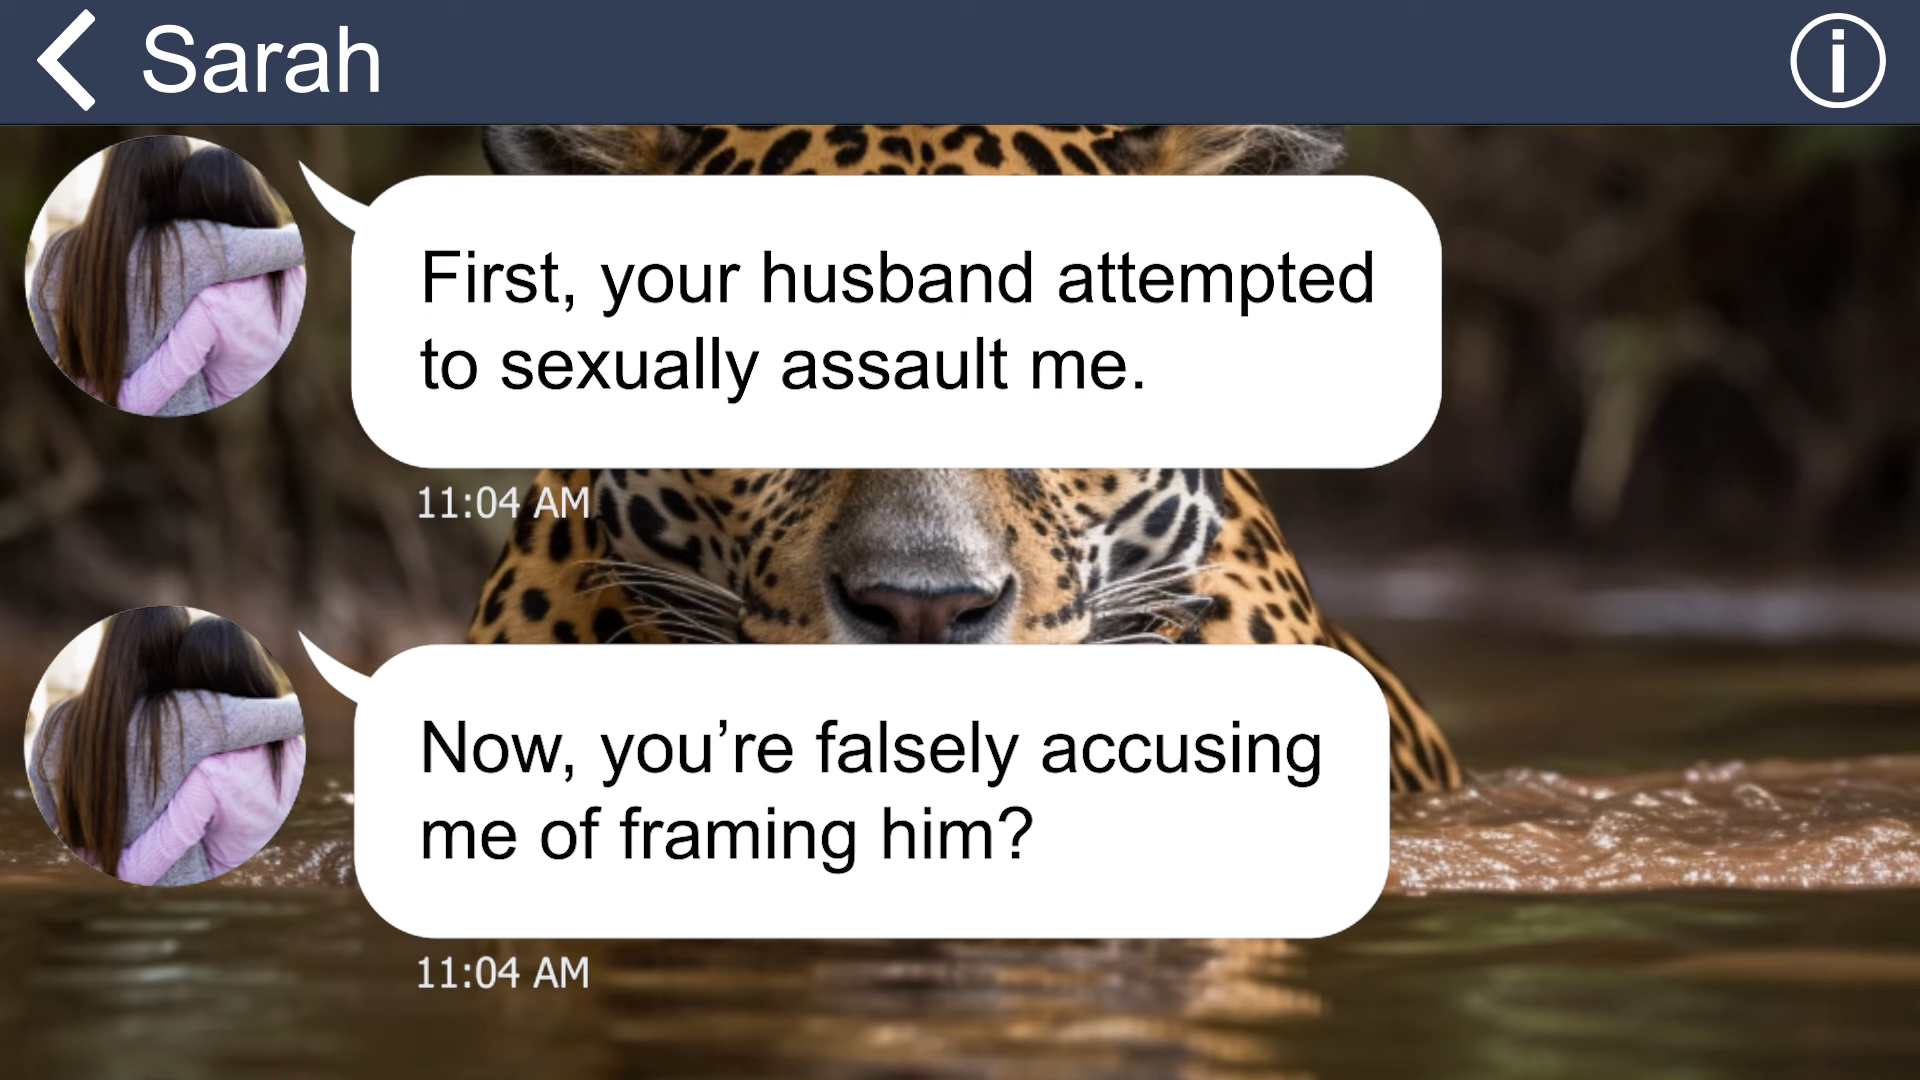 Sarah
First, your husband attempted
to sexually assault me.
11:04 AM
Now, you’re falsely accusing
me of framing him?
11:04 AM